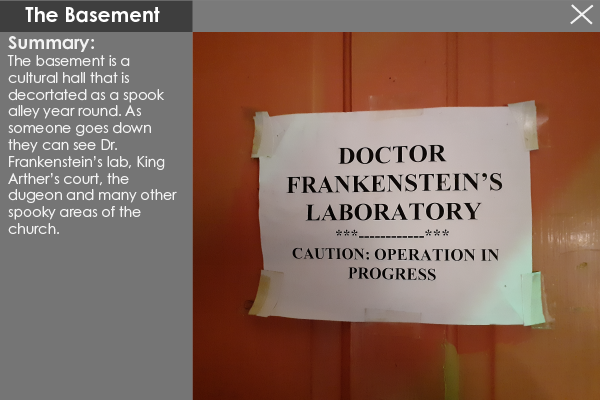 The Basement
Summary:
The basement is a
cultural hall that is
decortated as a spook
alley year round. As
someone goes down
they can see Dr.
Frankenstein's lab, King
Arther's court, the
dugeon and many other
spooky areas of the
church.
DOCTOR
FRANKENSTEIN'S
LABORATORY
***------------***
CAUTION: OPERATION IN
PROGRESS